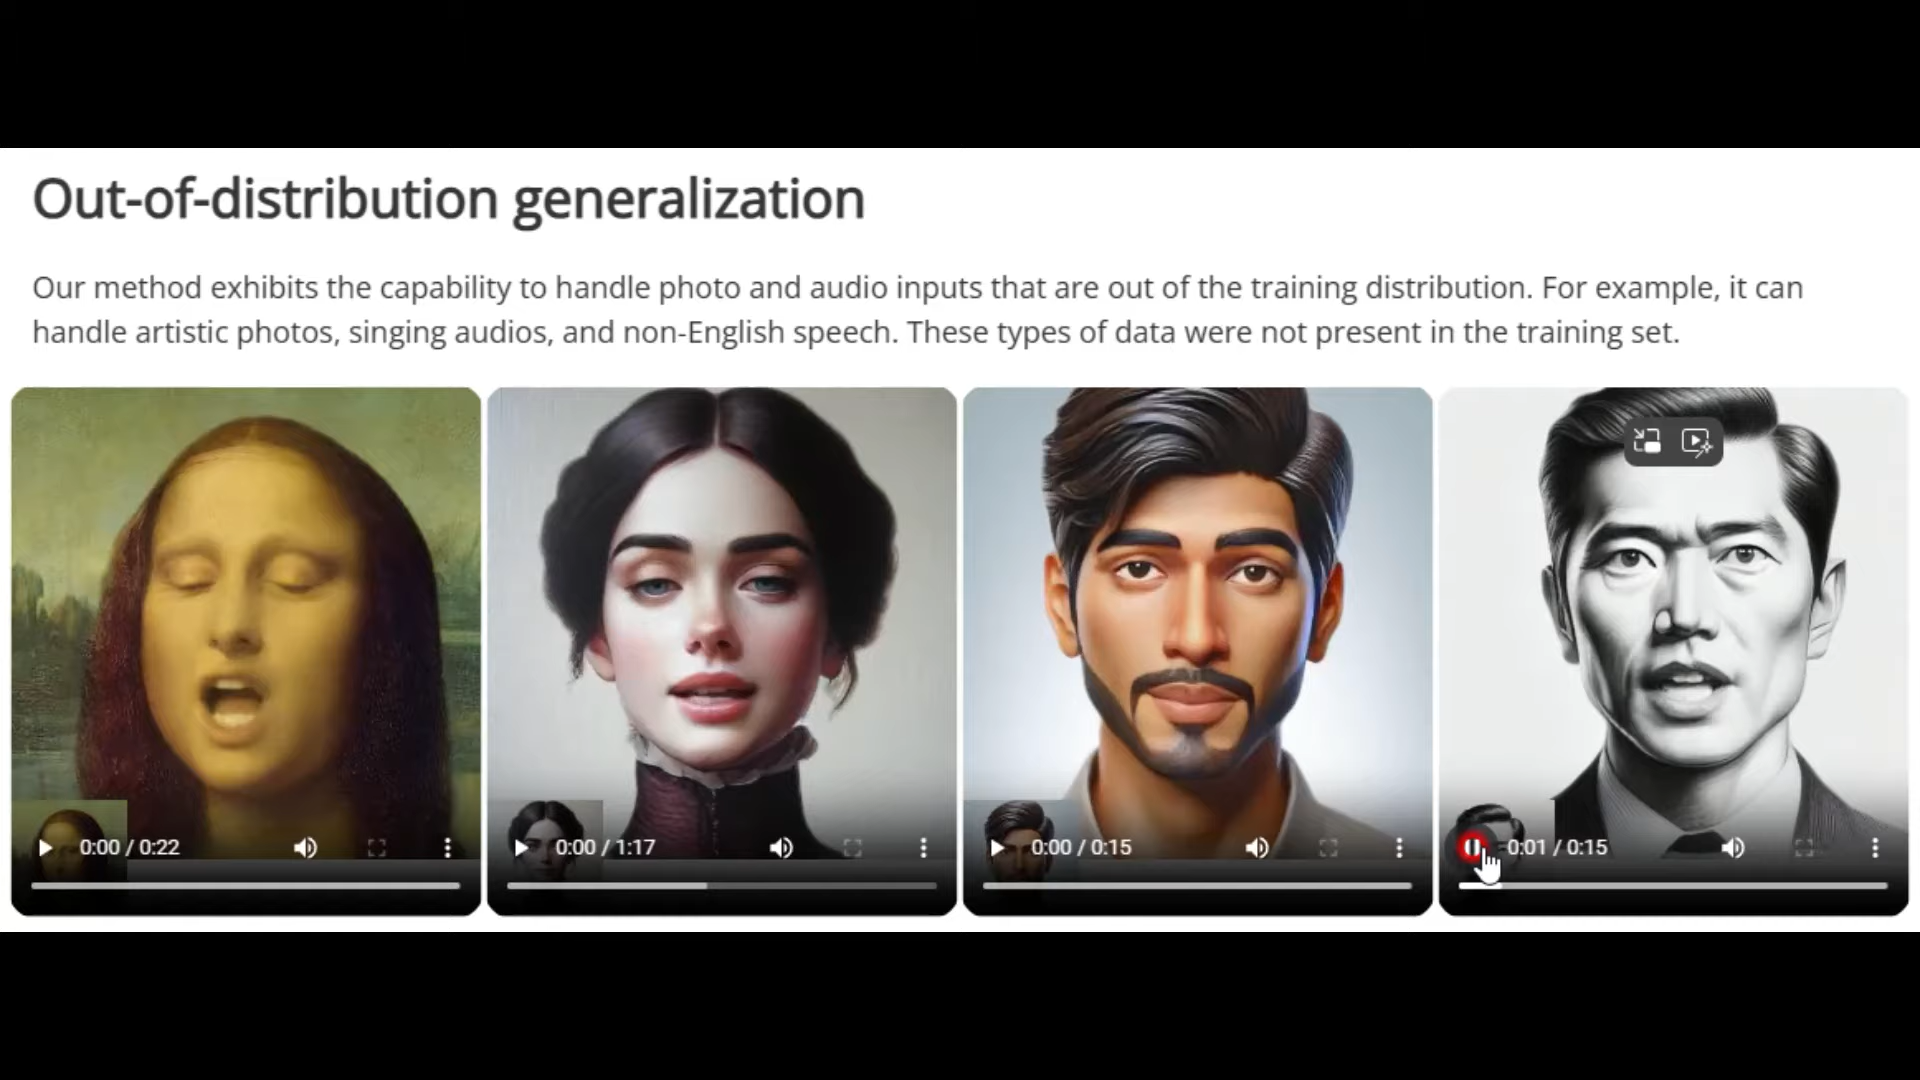 Out-of-distribution generalization
Our method exhibits the capability to handle photo and audio inputs that are out of the training distribution. For example, it can
handle artistic photos, singing audios, and non-English speech. These types of data were not present in the training set.
0:00 / 0:22
0:00 / 1:17
0:00 / 0:15
0:01 / 0:15